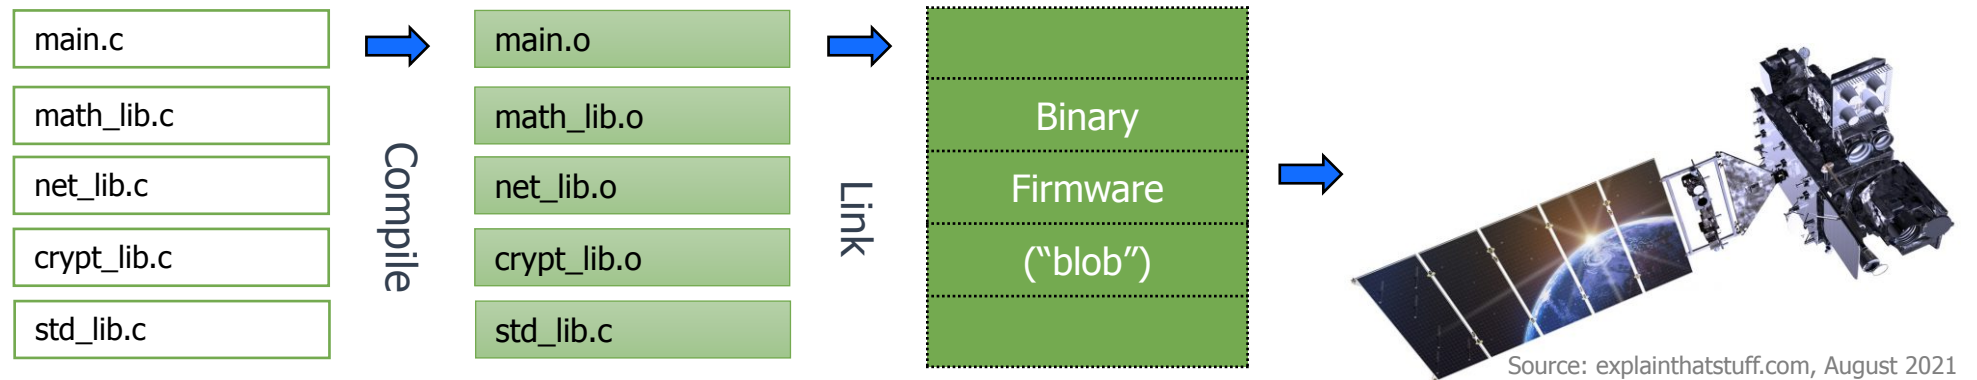 main.c
math_lib.c
net_lib.c
crypt_lib.c
std_lib.c
Compile
main.o
math_lib.o
net_lib.o
crypt_lib.o
std_lib.c
Link
Binary
Firmware
(“blob”)
Source: explainthatstuff.com, August 2021